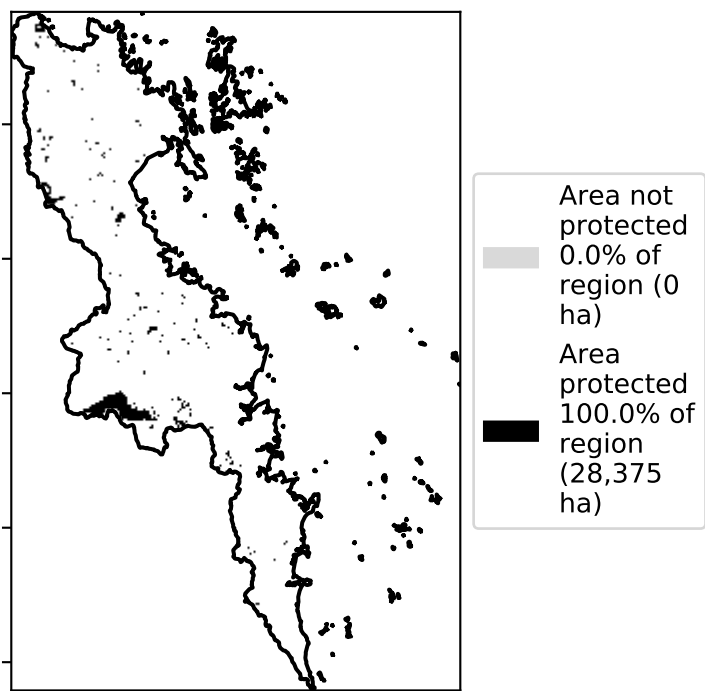 Area not
protected
0.0% of
region (0
ha)
Area
protected
100.0% of
region
(28,375
ha)